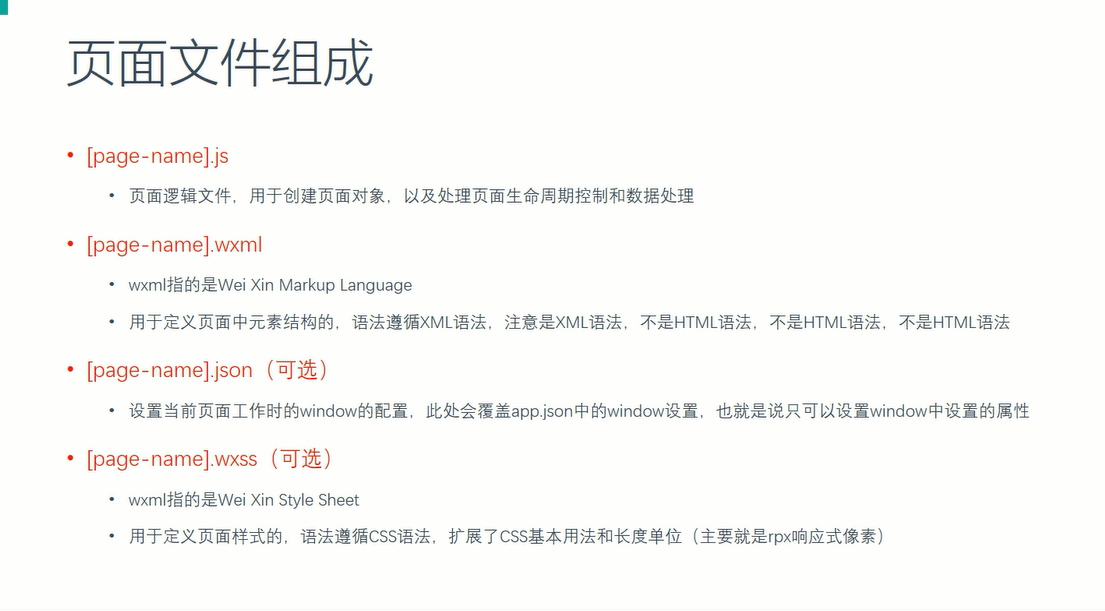 页面文件组成
• [page-name].js
• 页面逻辑文件，用于创建页面对象，以及处理页面生命周期控制和数据处理
• [page-name].wxml
• wxml指的是Wei Xin Markup Language
• 用于定义页面中元素结构的，语法遵循XML语法，注意是XML语法，不是HTML语法，不是HTML语法，不是HTML语法
• [page-name].json（可选）
• 设置当前页面工作时的window的配置，此处会覆盖app.json中的window设置，也就是说只可以设置window中设置的属性
• [page-name].wxss（可选）
• wxml指的是Wei Xin Style Sheet
• 用于定义页面样式的，语法遵循CSS语法，扩展了CSS基本用法和长度单位（主要就是rpx响应式像素）